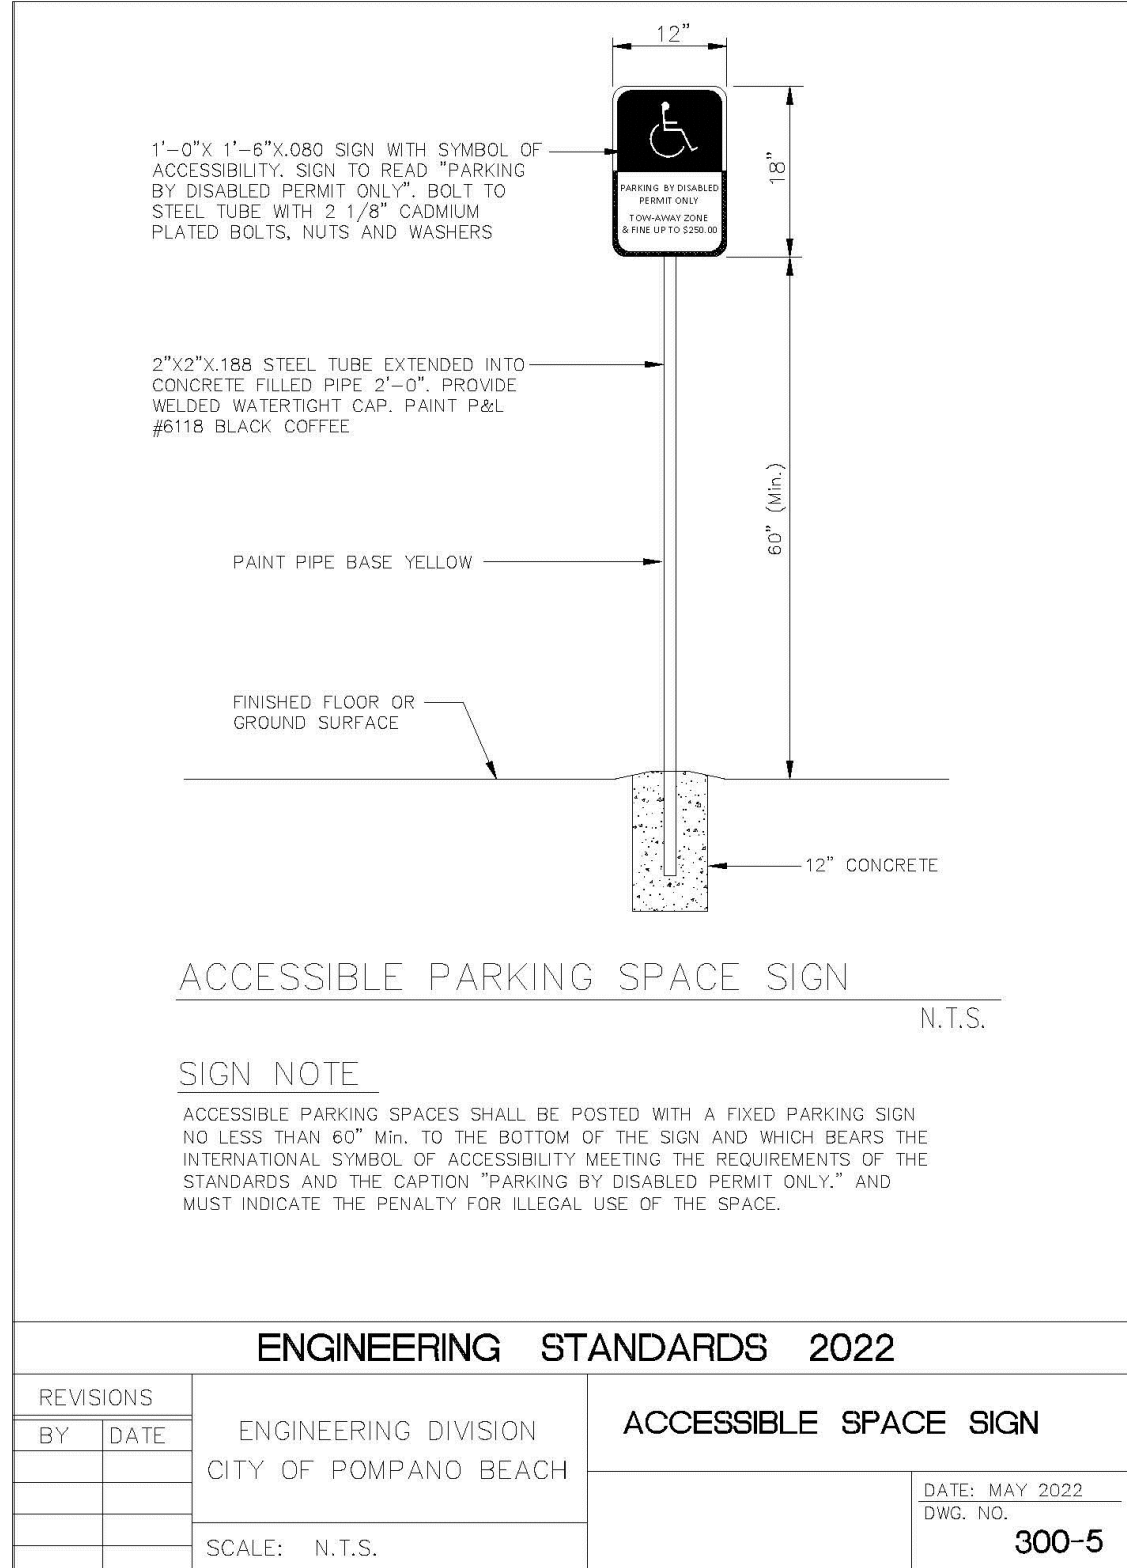 12"
1'-0"X 1'-6"X.080 SIGN WITH SYMBOL OF
ACCESSIBILITY. SIGN TO READ "PARKING
BY DISABLED PERMIT ONLY". BOLT TO
STEEL TUBE WITH 2 1/8" CADMIUM
PLATED BOLTS, NUTS AND WASHERS
18"
PARKING BY DISABLED
PERMIT ONLY
TOW-AWAY ZONE
& FINE UP TO $250.00
2"X2"X.188 STEEL TUBE EXTENDED INTO
CONCRETE FILLED PIPE 2'-0". PROVIDE
WELDED WATERTIGHT CAP. PAINT P&L
#6118 BLACK COFFEE
60" (Min.)
PAINT PIPE BASE YELLOW
FINISHED FLOOR OR
GROUND SURFACE
12" CONCRETE
ACCESSIBLE PARKING SPACE SIGN
N.T.S.
SIGN NOTE
ACCESSIBLE PARKING SPACES SHALL BE POSTED WITH A FIXED PARKING SIGN
NO LESS THAN 60" Min. TO THE BOTTOM OF THE SIGN AND WHICH BEARS THE
INTERNATIONAL SYMBOL OF ACCESSIBILITY MEETING THE REQUIREMENTS OF THE
STANDARDS AND THE CAPTION "PARKING BY DISABLED PERMIT ONLY." AND
MUST INDICATE THE PENALTY FOR ILLEGAL USE OF THE SPACE.
ENGINEERING STANDARDS 2022
REVISIONS
BY DATE
ENGINEERING DIVISION
CITY OF POMPANO BEACH
SCALE: N.T.S.
ACCESSIBLE SPACE SIGN
DATE: MAY 2022
DWG. NO.
300-5